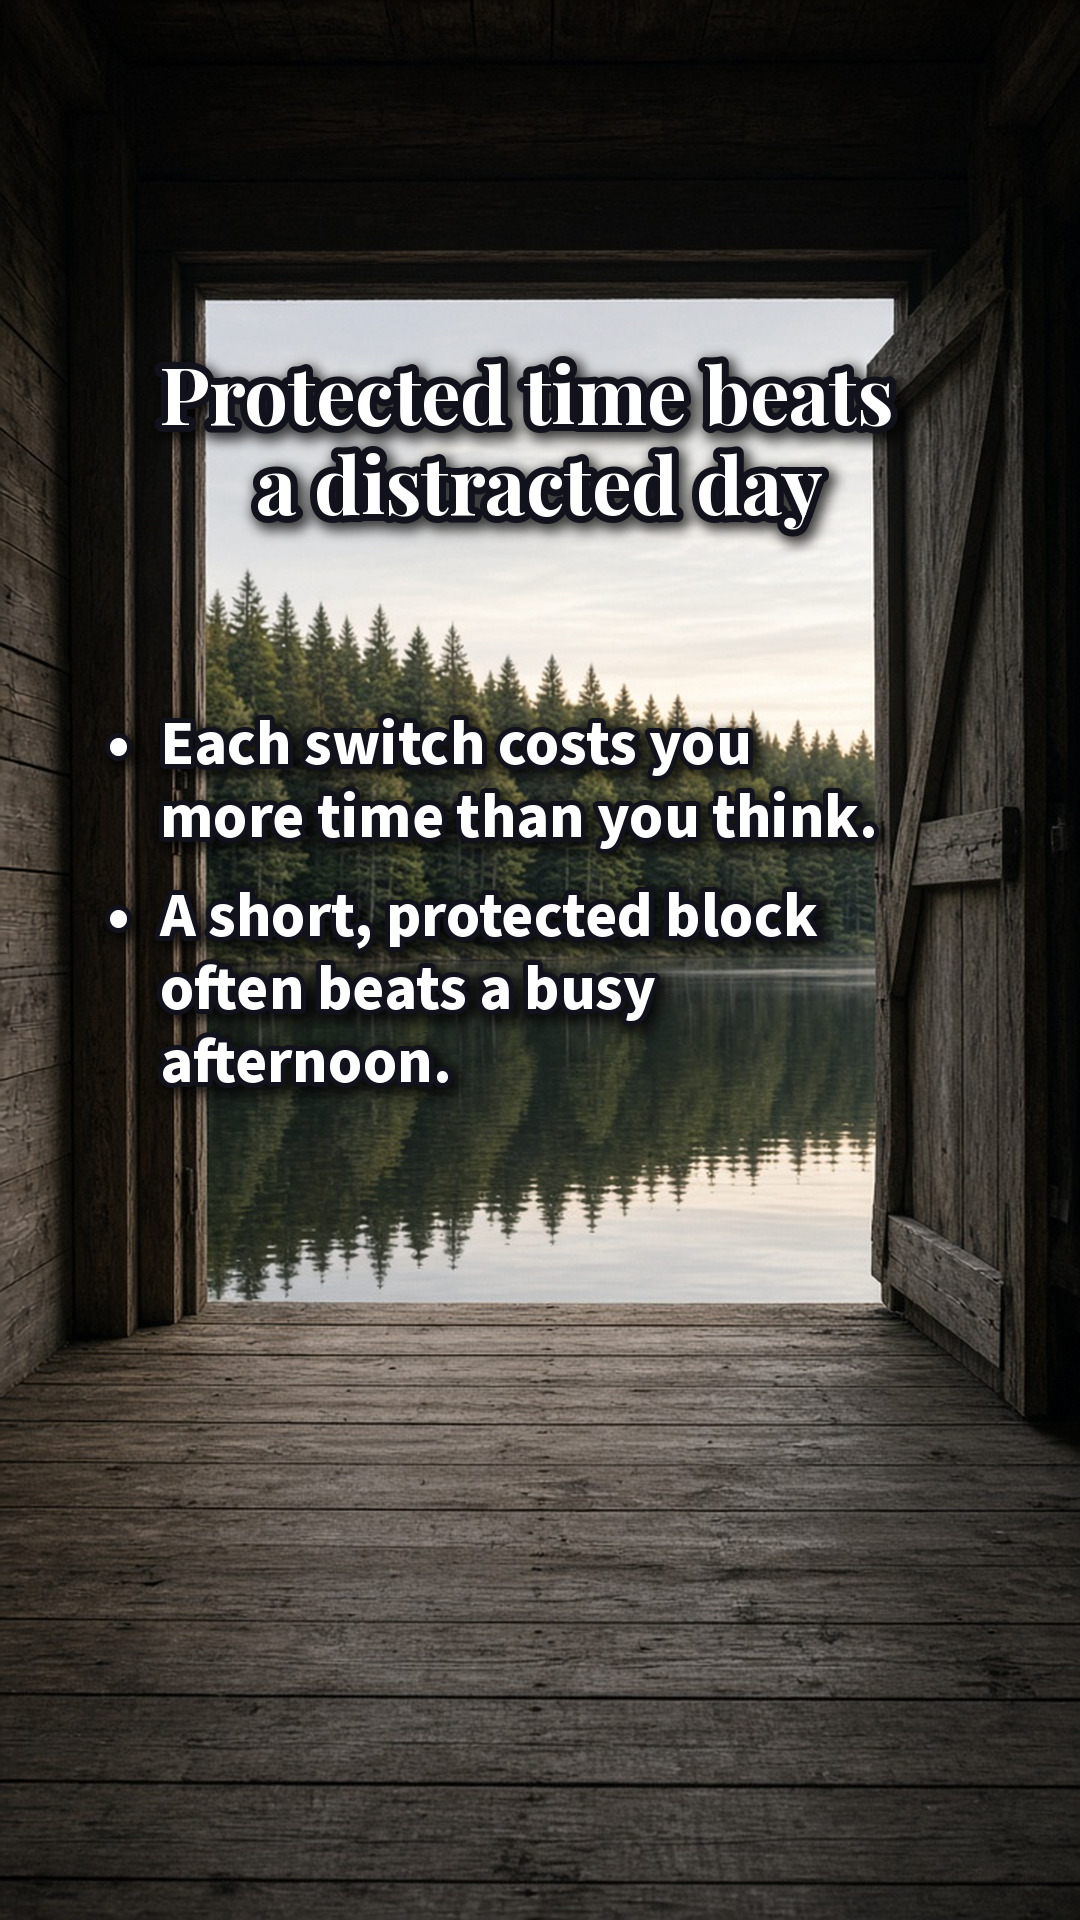 Protected time beats
a distracted day
• Each switch costs you
more time than you think.
• A short, protected block
often beats a busy
afternoon.